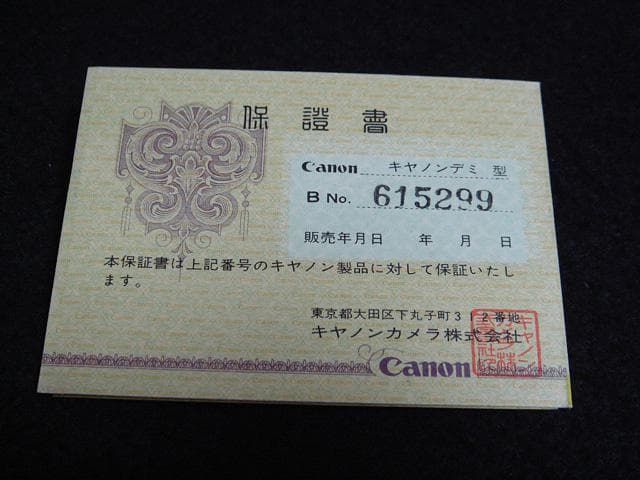 保證書
Canon キヤノンデミ 型
B No. 615299
販売年月日 年 月 日
本保証書は上記番号のキヤノン製品に対して保証いたし
ます。
東京都大田区下丸子町312番地
キヤノンカメラ株式会社
Canon